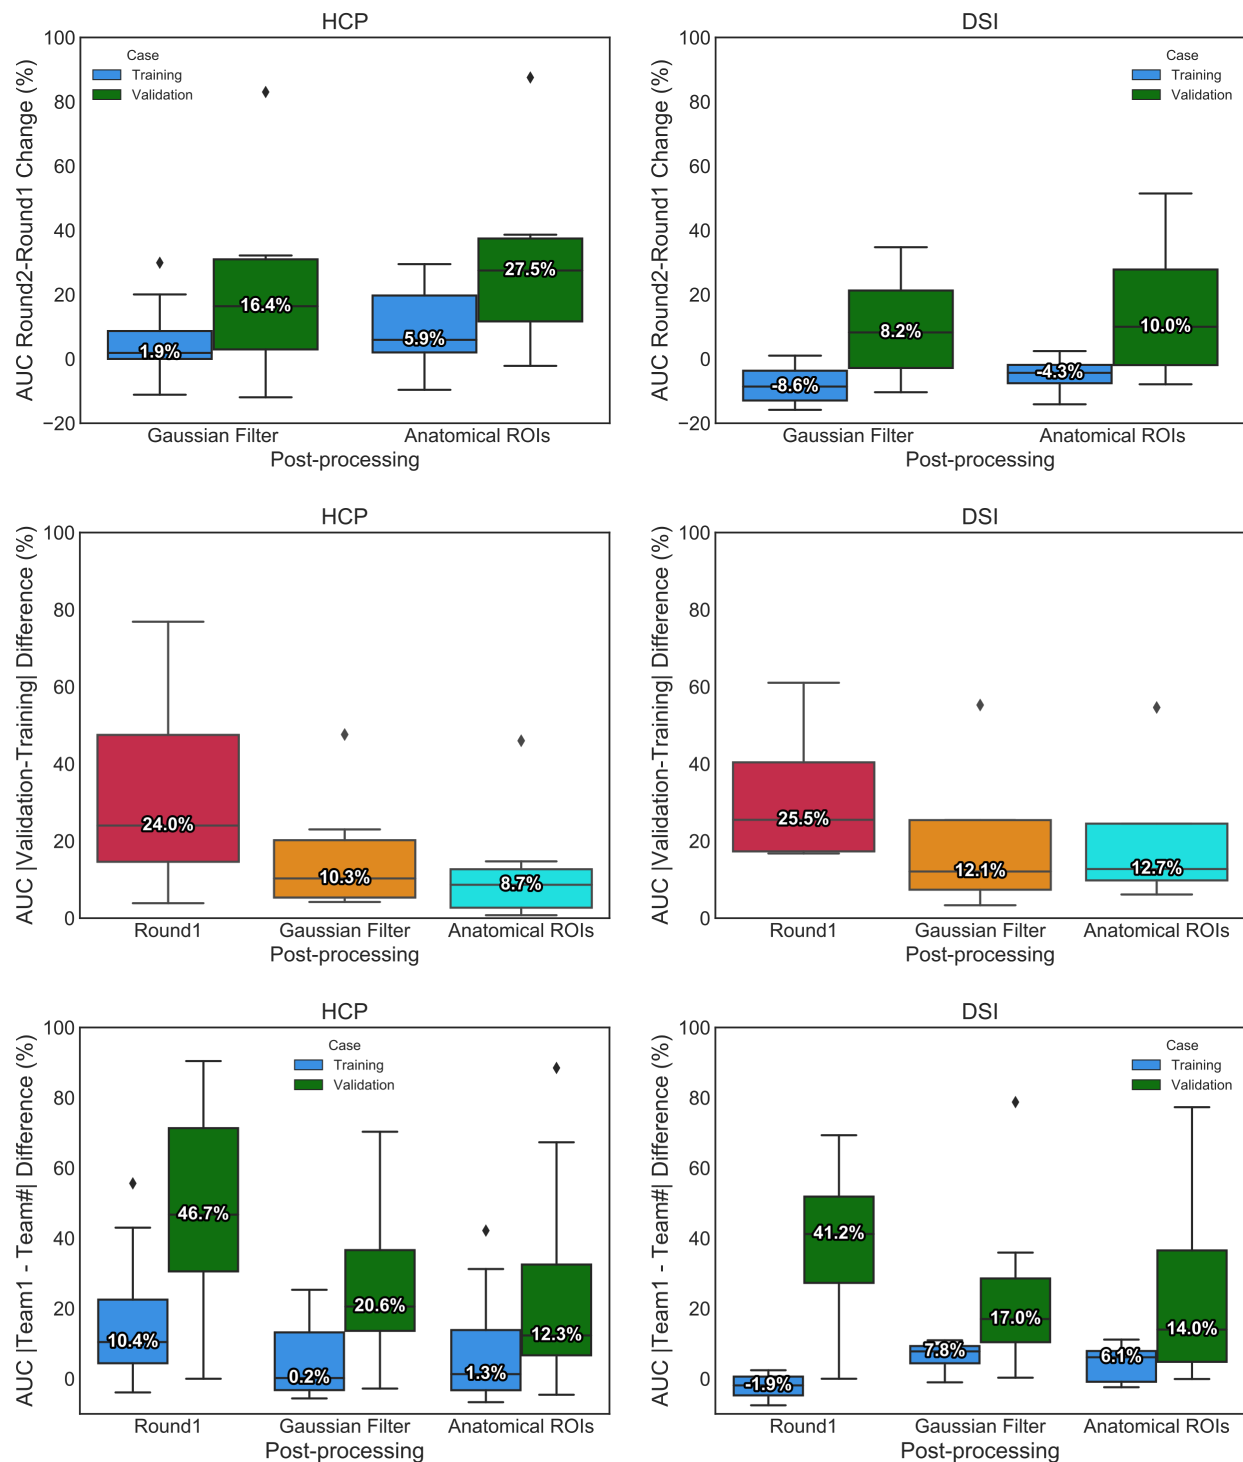 HCP
AUC Round2-Round1 Change (%)
100
80
60
40
20
0
−20
Case
Training
Validation
1.9%
16.4%
5.9%
27.5%
Gaussian Filter
Anatomical ROIs
Post-processing
DSI
AUC Round2-Round1 Change (%)
100
80
60
40
20
0
−20
Case
Training
Validation
-8.6%
8.2%
-4.3%
10.0%
Gaussian Filter
Anatomical ROIs
Post-processing
HCP
AUC |Validation-Training| Difference (%)
100
80
60
40
20
0
24.0%
10.3%
8.7%
Round1
Gaussian Filter
Anatomical ROIs
Post-processing
DSI
AUC |Validation-Training| Difference (%)
100
80
60
40
20
0
25.5%
12.1%
12.7%
Round1
Gaussian Filter
Anatomical ROIs
Post-processing
HCP
AUC |Team1 - Team#| Difference (%)
100
80
60
40
20
0
Case
Training
Validation
10.4%
46.7%
0.2%
20.6%
1.3%
12.3%
Round1
Gaussian Filter
Anatomical ROIs
Post-processing
DSI
AUC |Team1 - Team#| Difference (%)
100
80
60
40
20
0
Case
Training
Validation
-1.9%
41.2%
7.8%
17.0%
6.1%
14.0%
Round1
Gaussian Filter
Anatomical ROIs
Post-processing